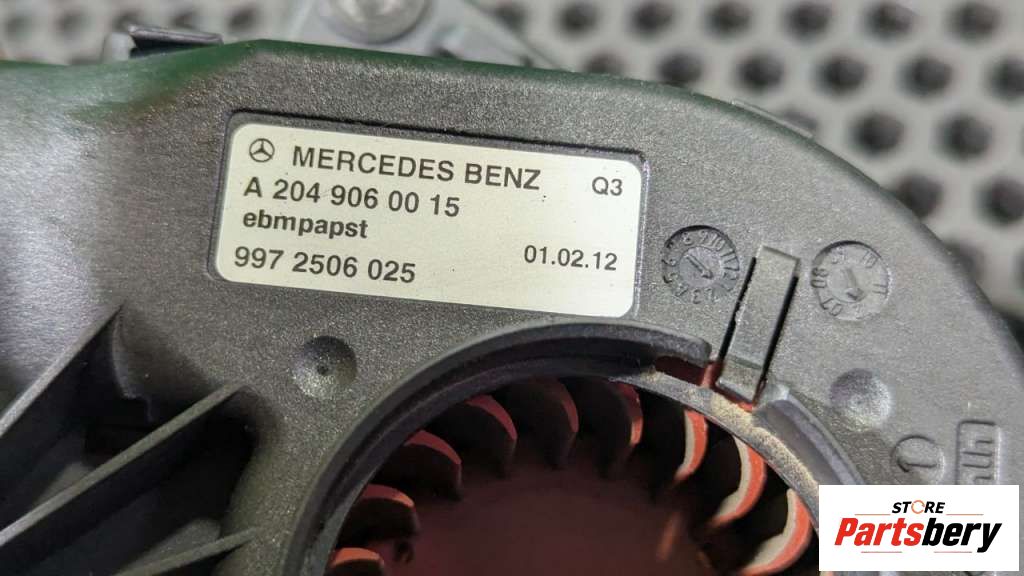 MERCEDES BENZ Q3
A 204 906 00 15
ebmpapst
997 2506 025 01.02.12
STORE
Partsbery